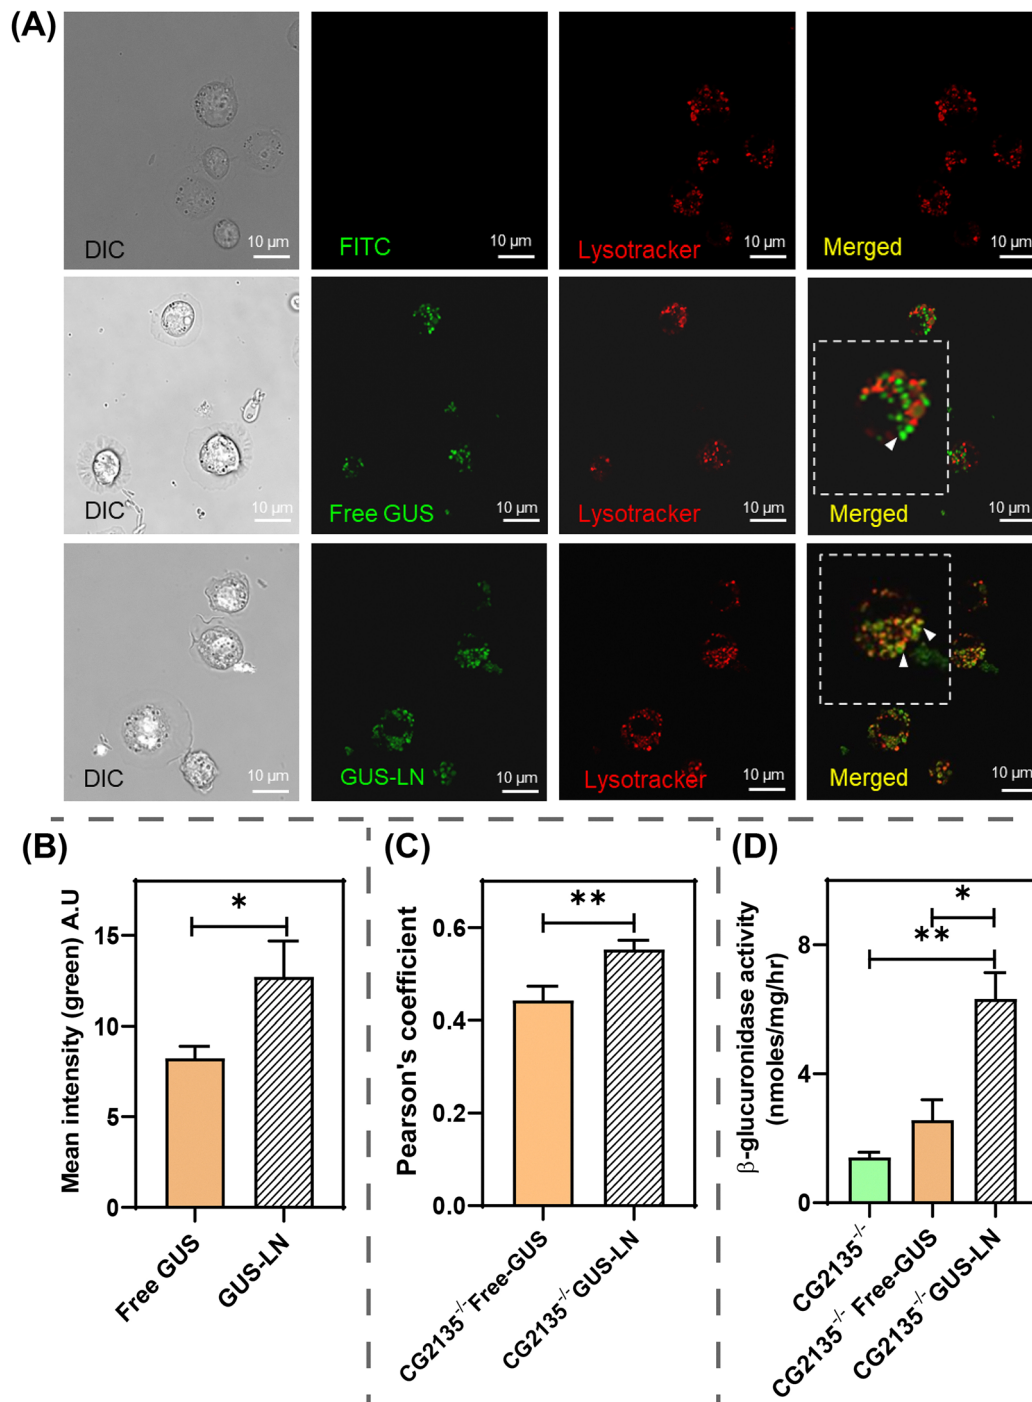 (A)
DIC
10 µm
FITC
10 µm
Lysotracker
10 µm
Merged
10 µm
DIC
10 µm
Free GUS
10 µm
Lysotracker
10 µm
Merged
10 µm
DIC
10 µm
GUS-LN
10 µm
Lysotracker
10 µm
Merged
10 µm
(B)
Mean intensity (green) A.U
15
10
5
0
*
Free GUS
GUS-LN
(C)
Pearson's coefficient
0.6
0.4
0.2
0.0
**
CG2135⁻/⁻Free-GUS
CG2135⁻/⁻GUS-LN
(D)
β-glucuronidase activity
(nmoles/mg/hr)
8
4
0
*
**
CG2135⁻/⁻
CG2135⁻/⁻ Free-GUS
CG2135⁻/⁻ GUS-LN